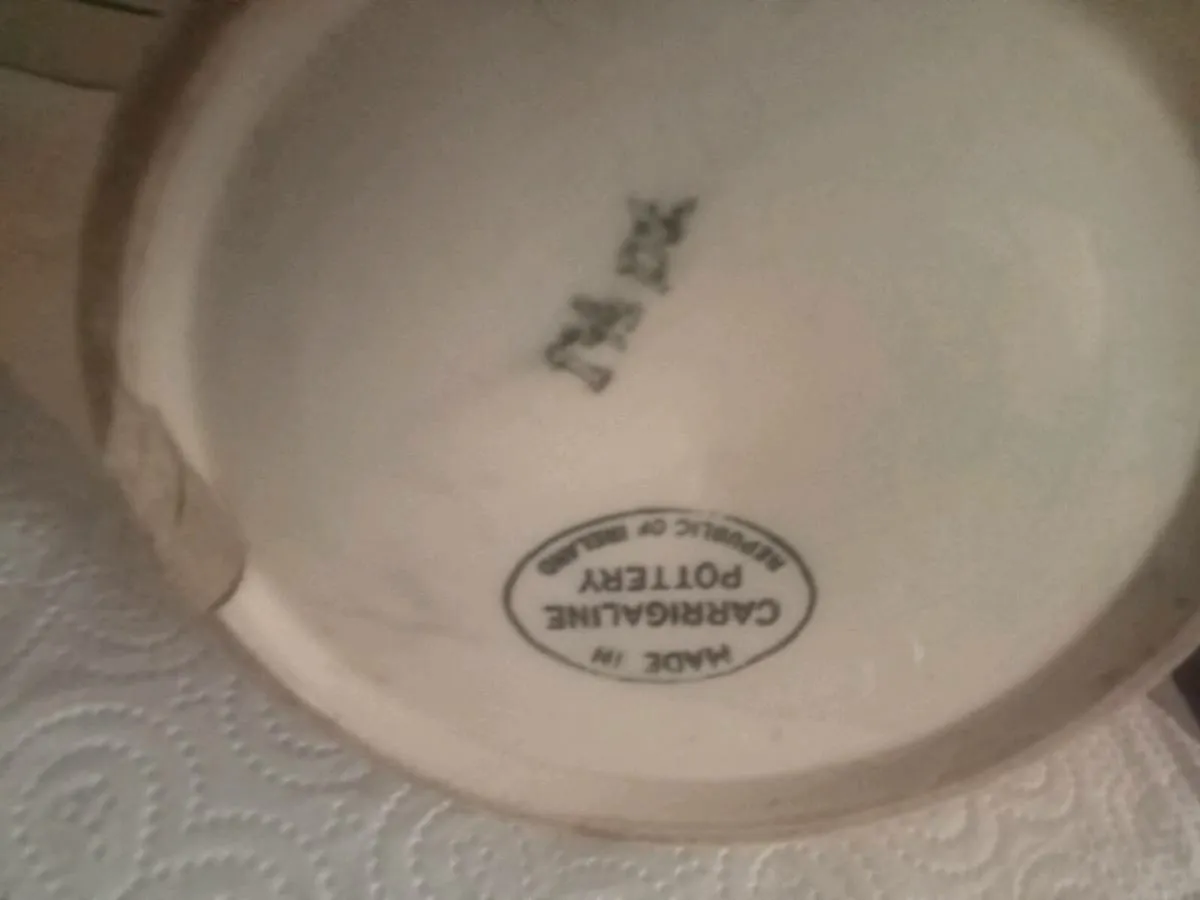 MADE IN
CARRIGALINE
POTTERY
REPUBLIC OF IRELAND